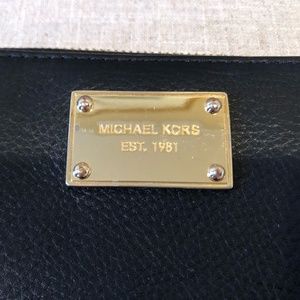 MICHAEL KORS
EST. 1981